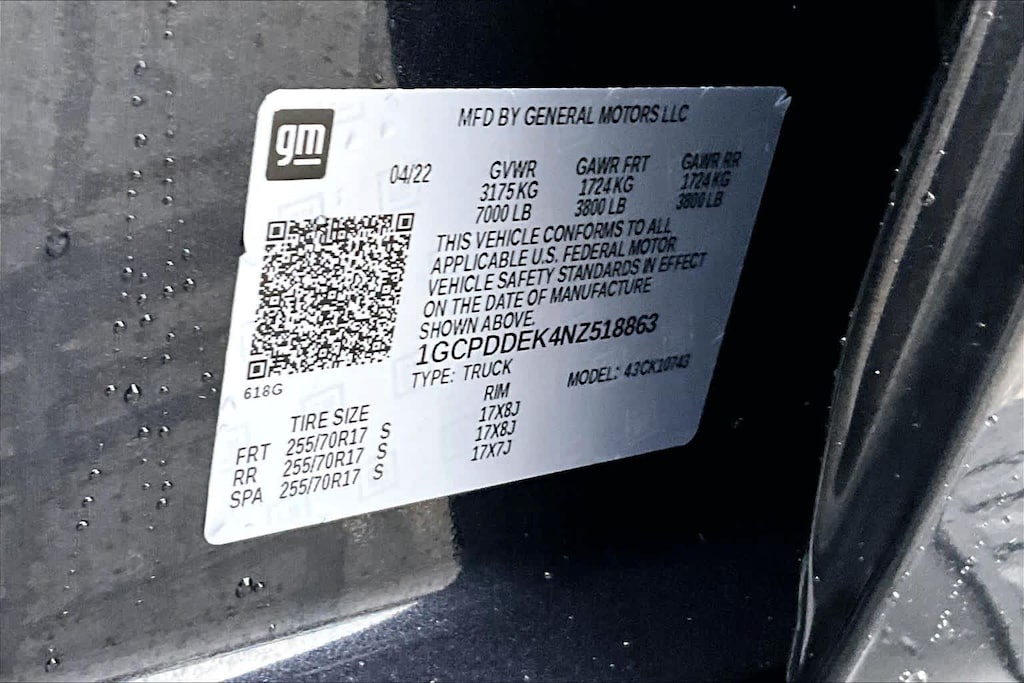 gm
MFD BY GENERAL MOTORS LLC
04/22 GVWR GAWR FRT GAWR RR
3175 KG 1724 KG 1724 KG
7000 LB 3800 LB 3800 LB
THIS VEHICLE CONFORMS TO ALL
APPLICABLE U.S. FEDERAL MOTOR
VEHICLE SAFETY STANDARDS IN EFFECT
ON THE DATE OF MANUFACTURE
SHOWN ABOVE.
1GCPDDEK4NZ518863
618G
TYPE: TRUCK MODEL: 43CK10743
TIRE SIZE RIM
FRT 255/70R17 S 17X8J
RR 255/70R17 S 17X8J
SPA 255/70R17 S 17X7J